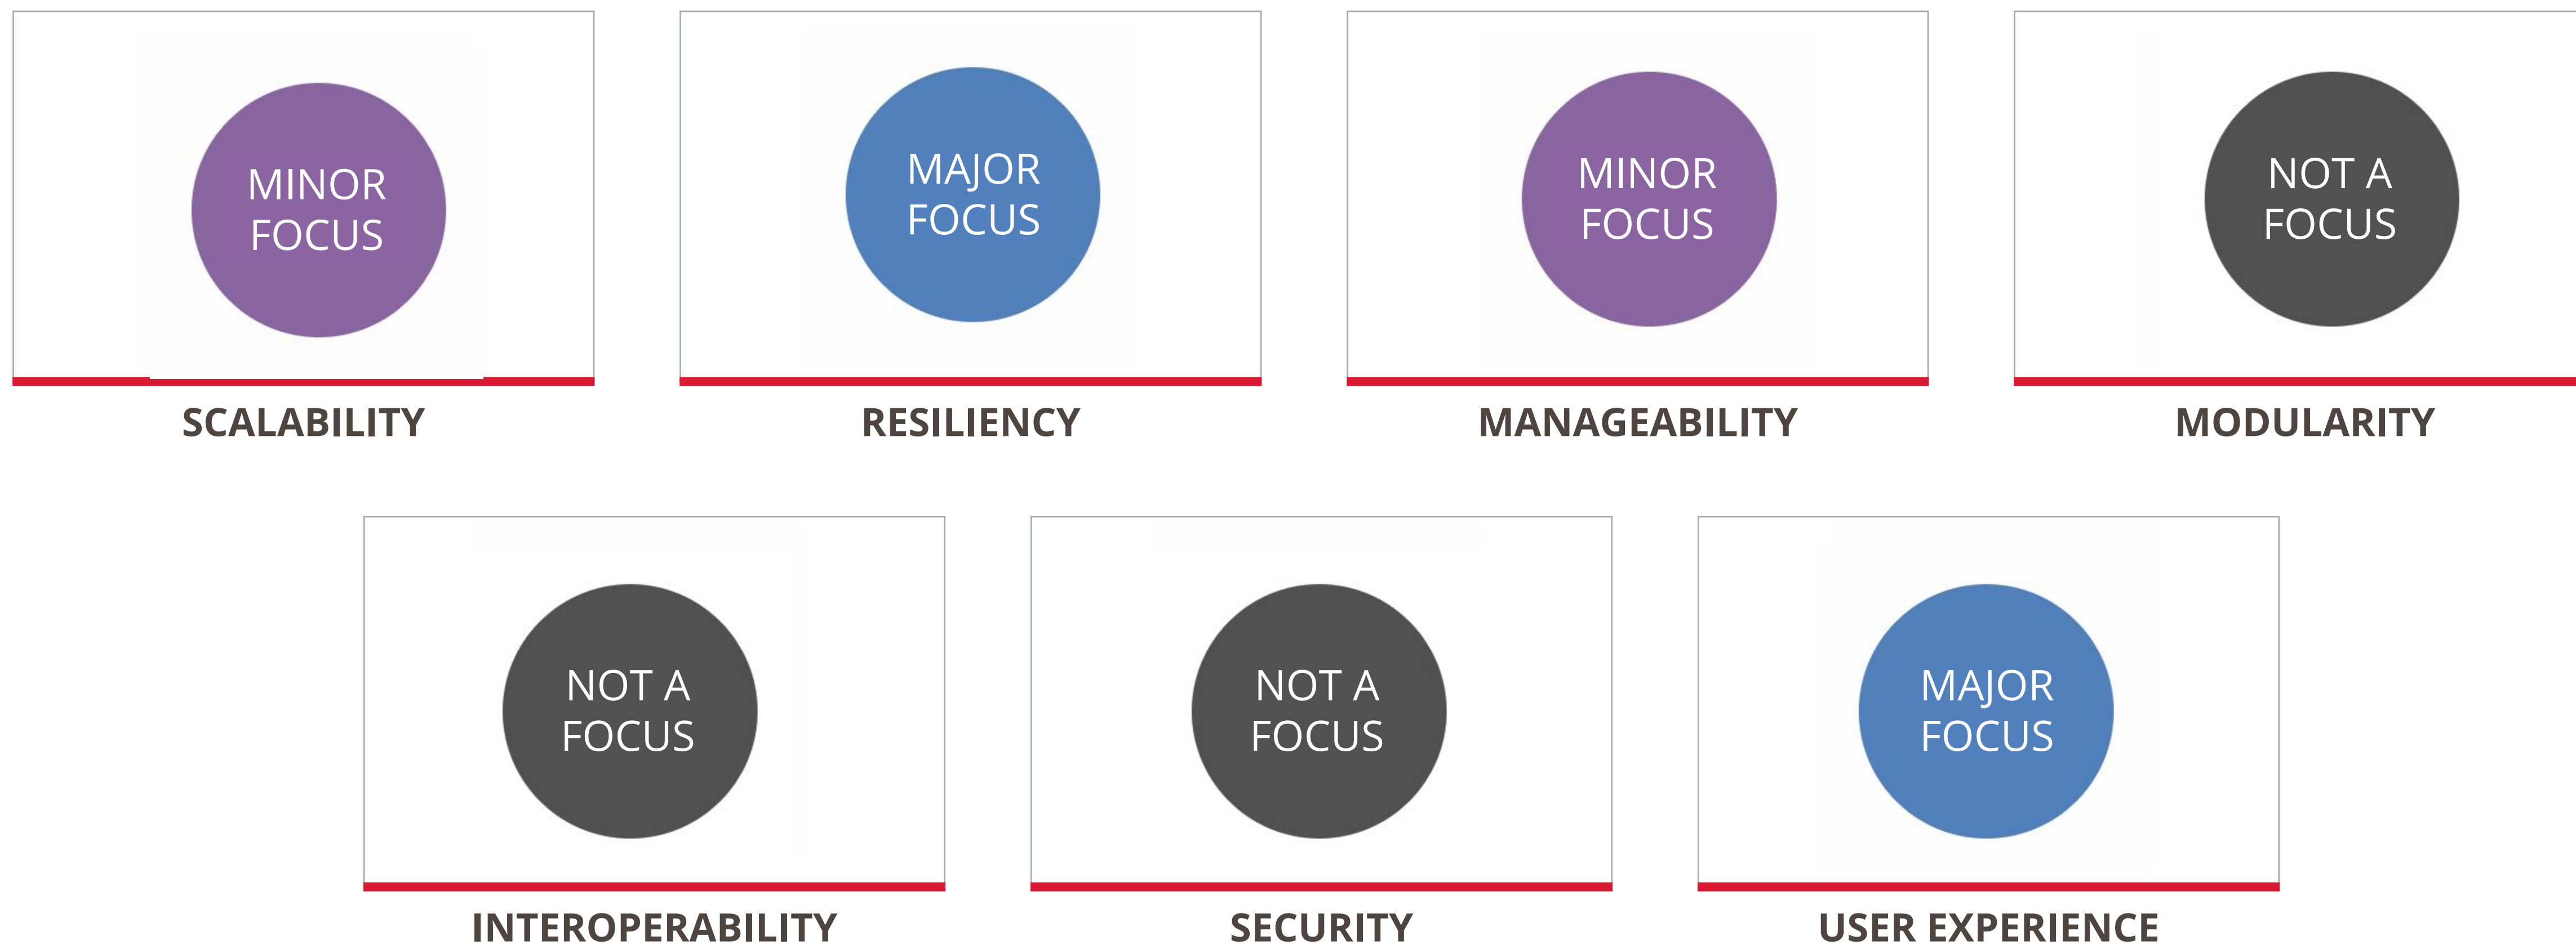 MINOR
FOCUS
SCALABILITY
MAJOR
FOCUS
RESILIENCY
MINOR
FOCUS
MANAGEABILITY
NOT A
FOCUS
MODULARITY
NOT A
FOCUS
INTEROPERABILITY
NOT A
FOCUS
SECURITY
MAJOR
FOCUS
USER EXPERIENCE